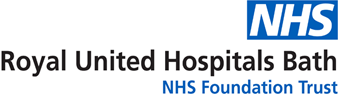 NHS
Royal United Hospitals Bath
NHS Foundation Trust